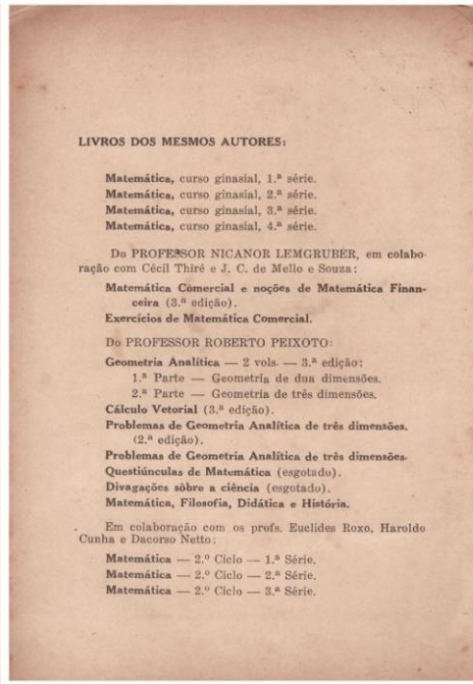 LIVROS DOS MESMOS AUTORES:
Matemática, curso ginasial, 1.ª série.
Matemática, curso ginasial, 2.ª série.
Matemática, curso ginasial, 3.ª série.
Matemática, curso ginasial, 4.ª série.
Do PROFESSOR NICANOR LEMGRUBER, em colabo-
ração com Cécil Thiré e J. C. de Mello e Souza:
Matemática Comercial e noções de Matemática Finan-
ceira (3.ª edição).
Exercícios de Matemática Comercial.
Do PROFESSOR ROBERTO PEIXOTO:
Geometria Analítica — 2 vols. — 3.ª edição:
1.ª Parte — Geometria de dua dimensões.
2.ª Parte — Geometria de três dimensões.
Cálculo Vetorial (3.ª edição).
Problemas de Geometria Analítica de três dimensões.
(2.ª edição).
Problemas de Geometria Analítica de três dimensões.
Questiúnculas de Matemática (esgotado).
Divagações sôbre a ciência (esgotado).
Matemática, Filosofia, Didática e História.
Em colaboração com os profs. Euclides Roxo, Haroldo
Cunha e Dacorso Netto:
Matemática — 2.º Ciclo — 1.ª Série.
Matemática — 2.º Ciclo — 2.ª Série.
Matemática — 2.º Ciclo — 3.ª Série.